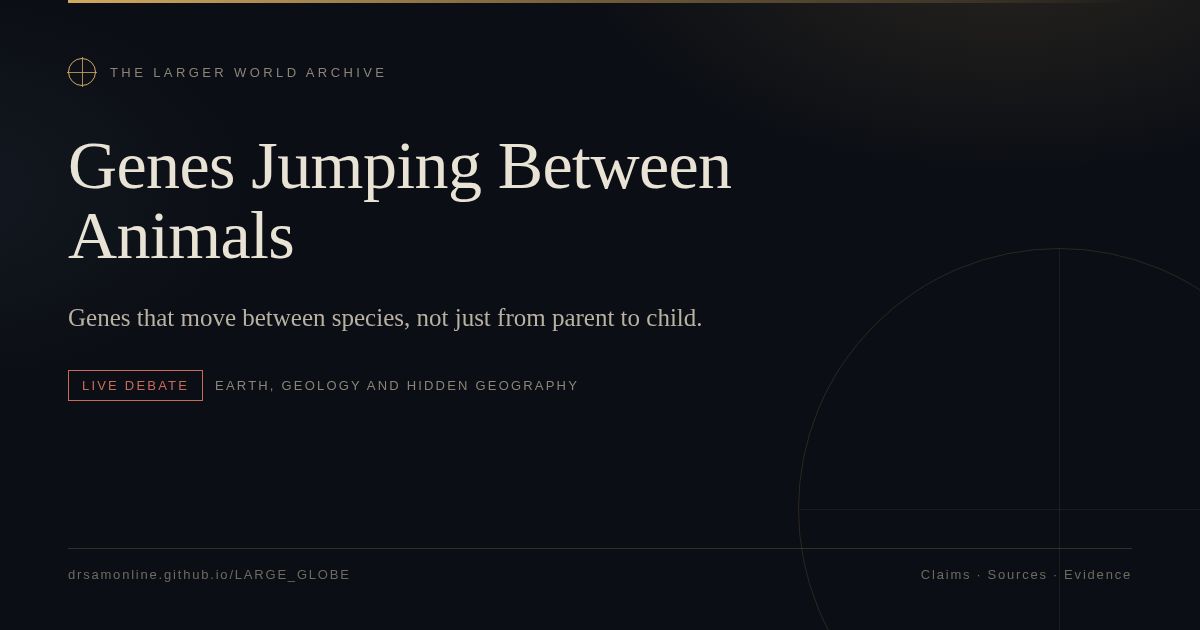 THE LARGER WORLD ARCHIVE
Genes Jumping Between
Animals
Genes that move between species, not just from parent to child.
LIVE DEBATE EARTH, GEOLOGY AND HIDDEN GEOGRAPHY
drsamonline.github.io/LARGE_GLOBE Claims · Sources · Evidence